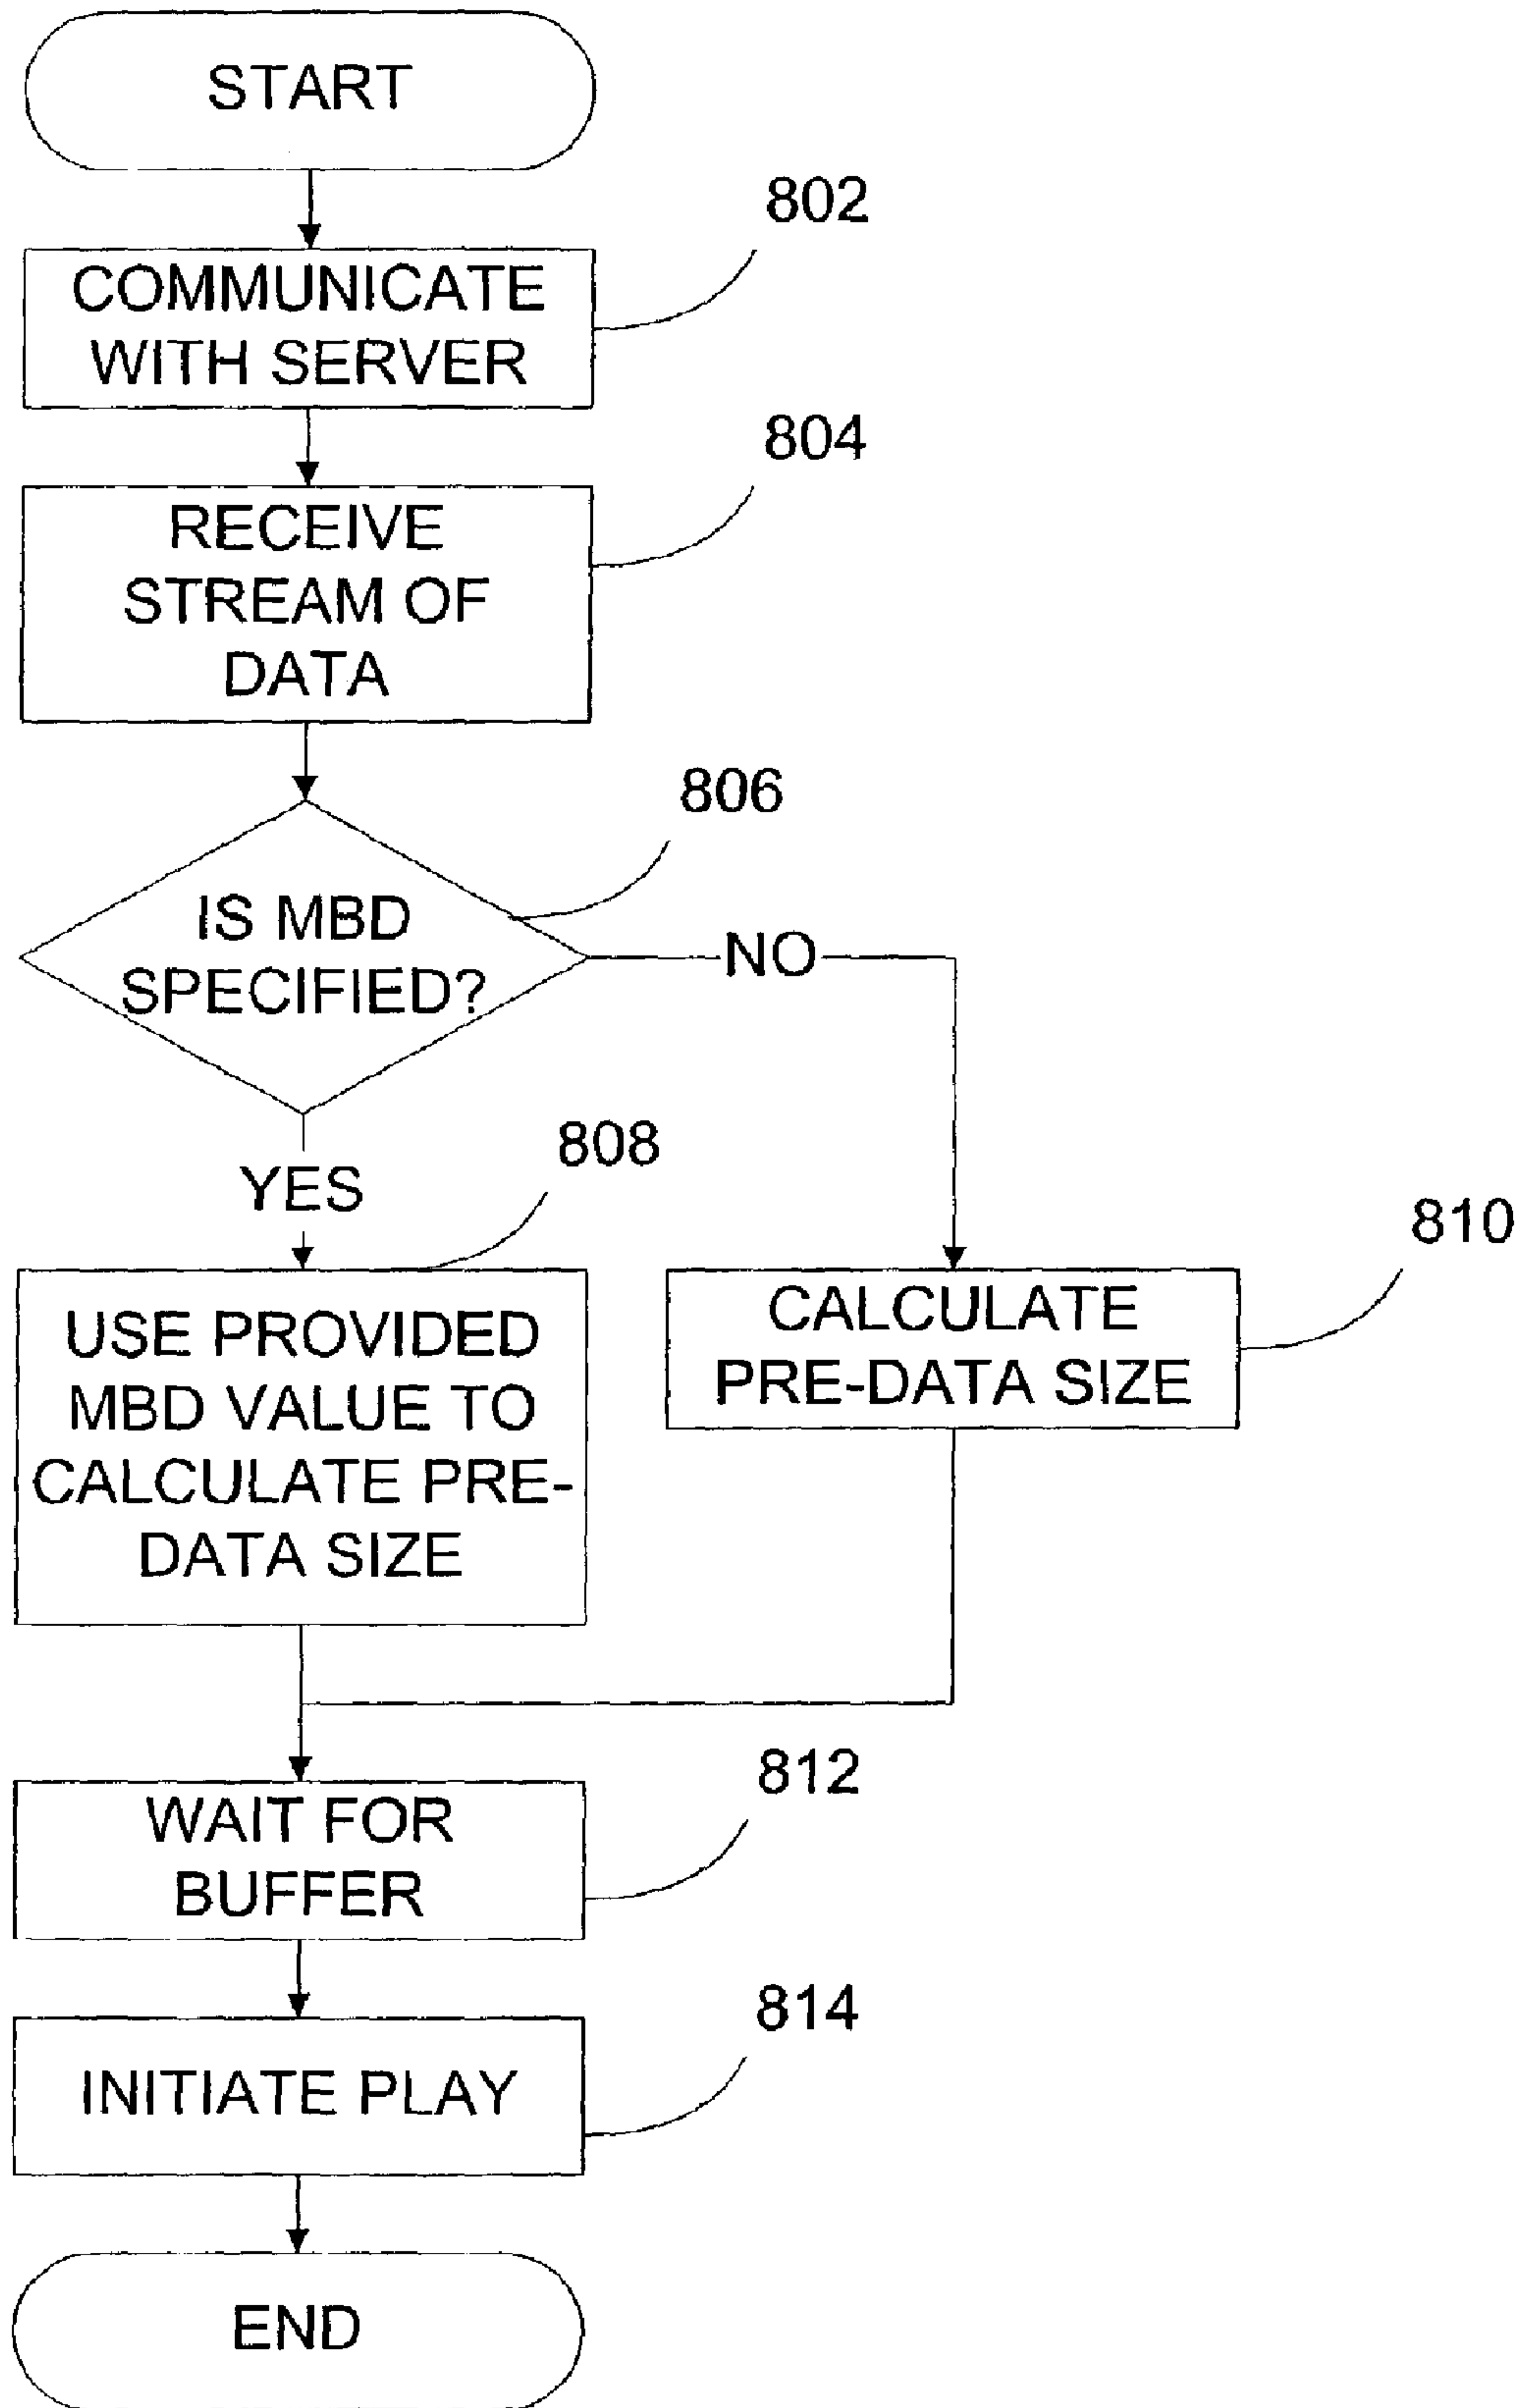 START
802
COMMUNICATE
WITH SERVER
804
RECEIVE
STREAM OF
DATA
806
IS MBD
SPECIFIED?
NO
YES
808
810
USE PROVIDED
MBD VALUE TO
CALCULATE PRE-
DATA SIZE
CALCULATE
PRE-DATA SIZE
812
WAIT FOR
BUFFER
814
INITIATE PLAY
END